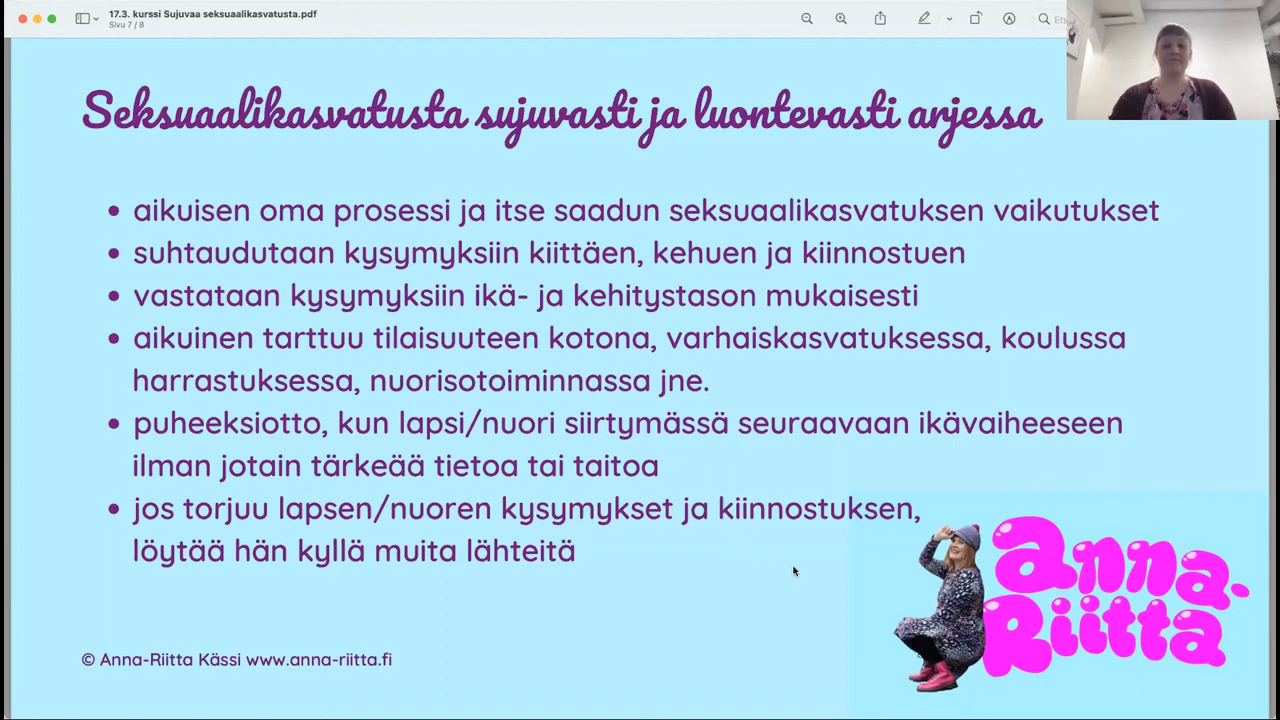 17.3. kurssi Sujuvaa seksuaalikasvatusta.pdf
Sivu 7 / 8
Ets
Seksuaalikasvatusta sujuvasti ja luontevasti arjessa
• aikuisen oma prosessi ja itse saadun seksuaalikasvatuksen vaikutukset
• suhtaudutaan kysymyksiin kiittäen, kehuen ja kiinnostuen
• vastataan kysymyksiin ikä- ja kehitystason mukaisesti
• aikuinen tarttuu tilaisuuteen kotona, varhaiskasvatuksessa, koulussa
harrastuksessa, nuorisotoiminnassa jne.
• puheeksiotto, kun lapsi/nuori siirtymässä seuraavaan ikävaiheeseen
ilman jotain tärkeää tietoa tai taitoa
• jos torjuu lapsen/nuoren kysymykset ja kiinnostuksen,
löytää hän kyllä muita lähteitä
anna-
Riitta
© Anna-Riitta Kässi www.anna-riitta.fi